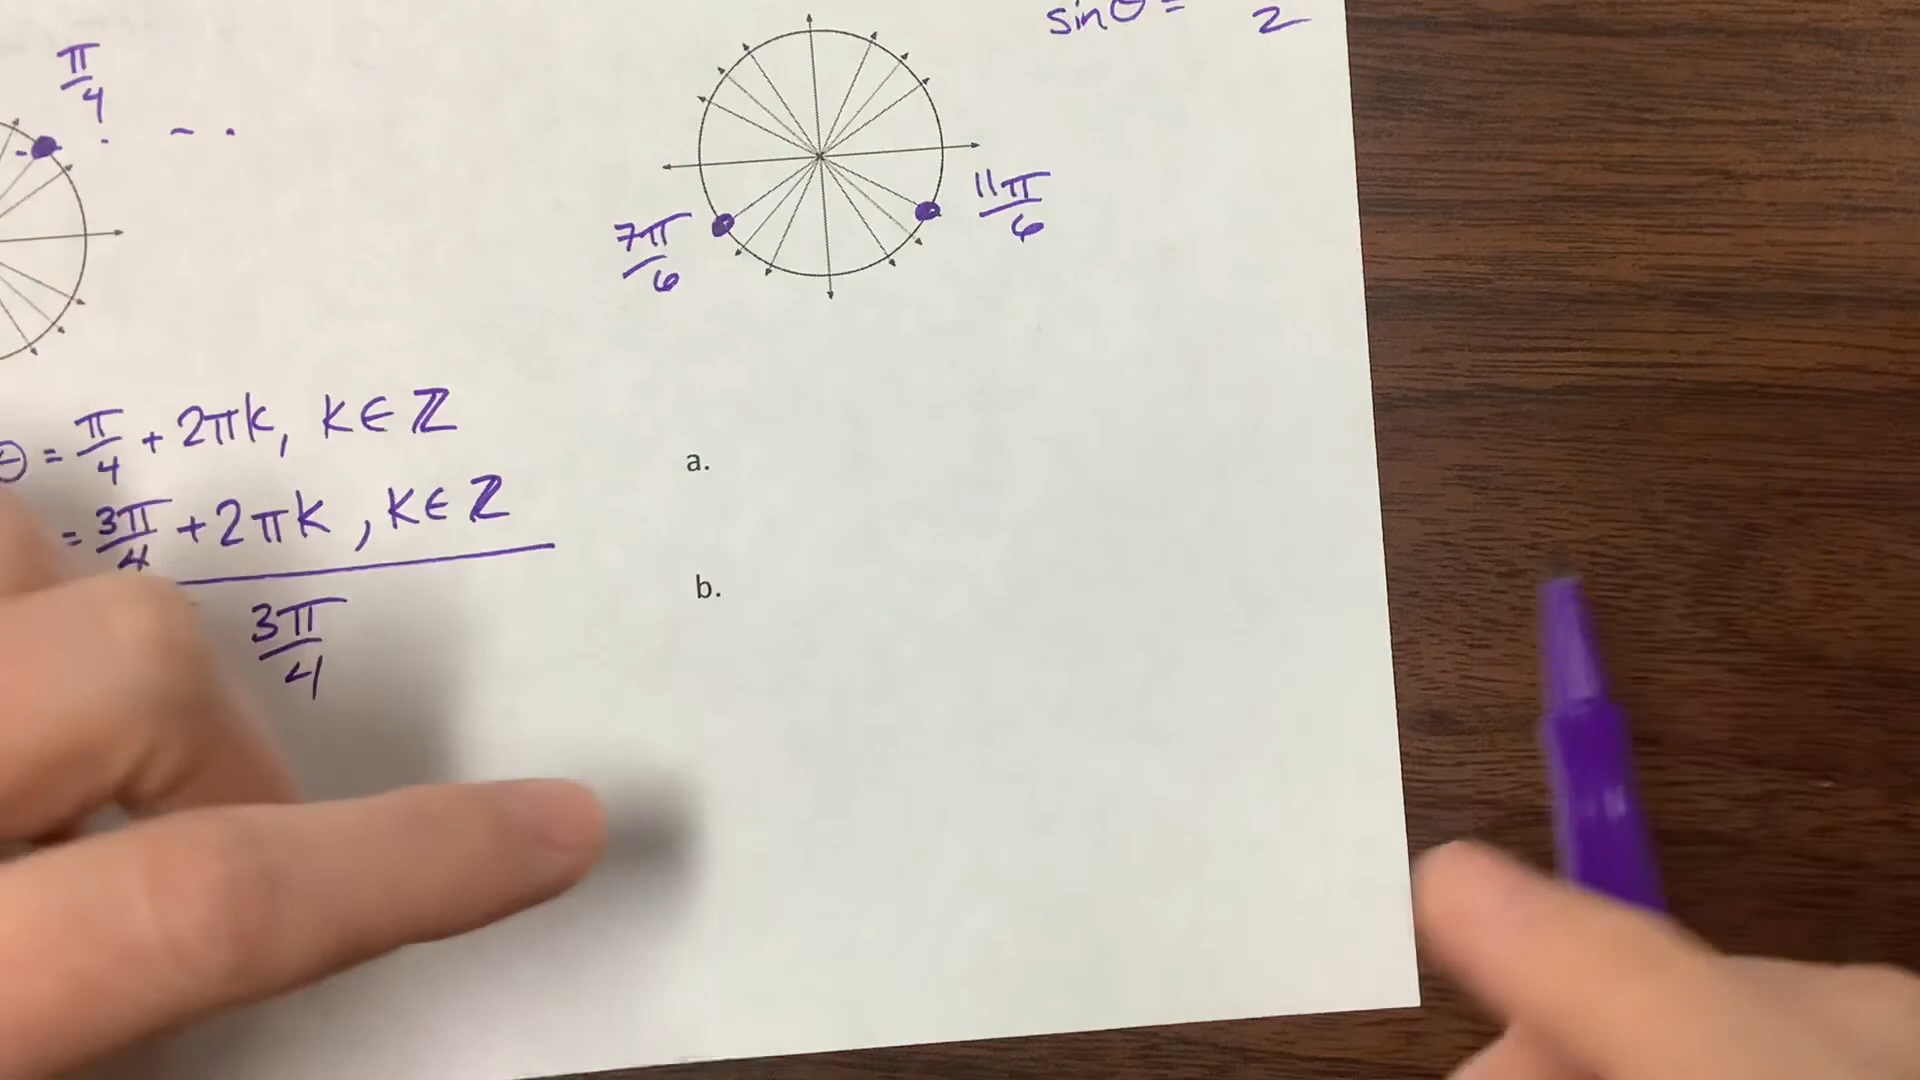 π/4
θ = π/4 + 2πk, k∈ℤ
= 3π/4 + 2πk, k∈ℤ
3π/4
sinθ =
2
7π/6
11π/6
a.
b.